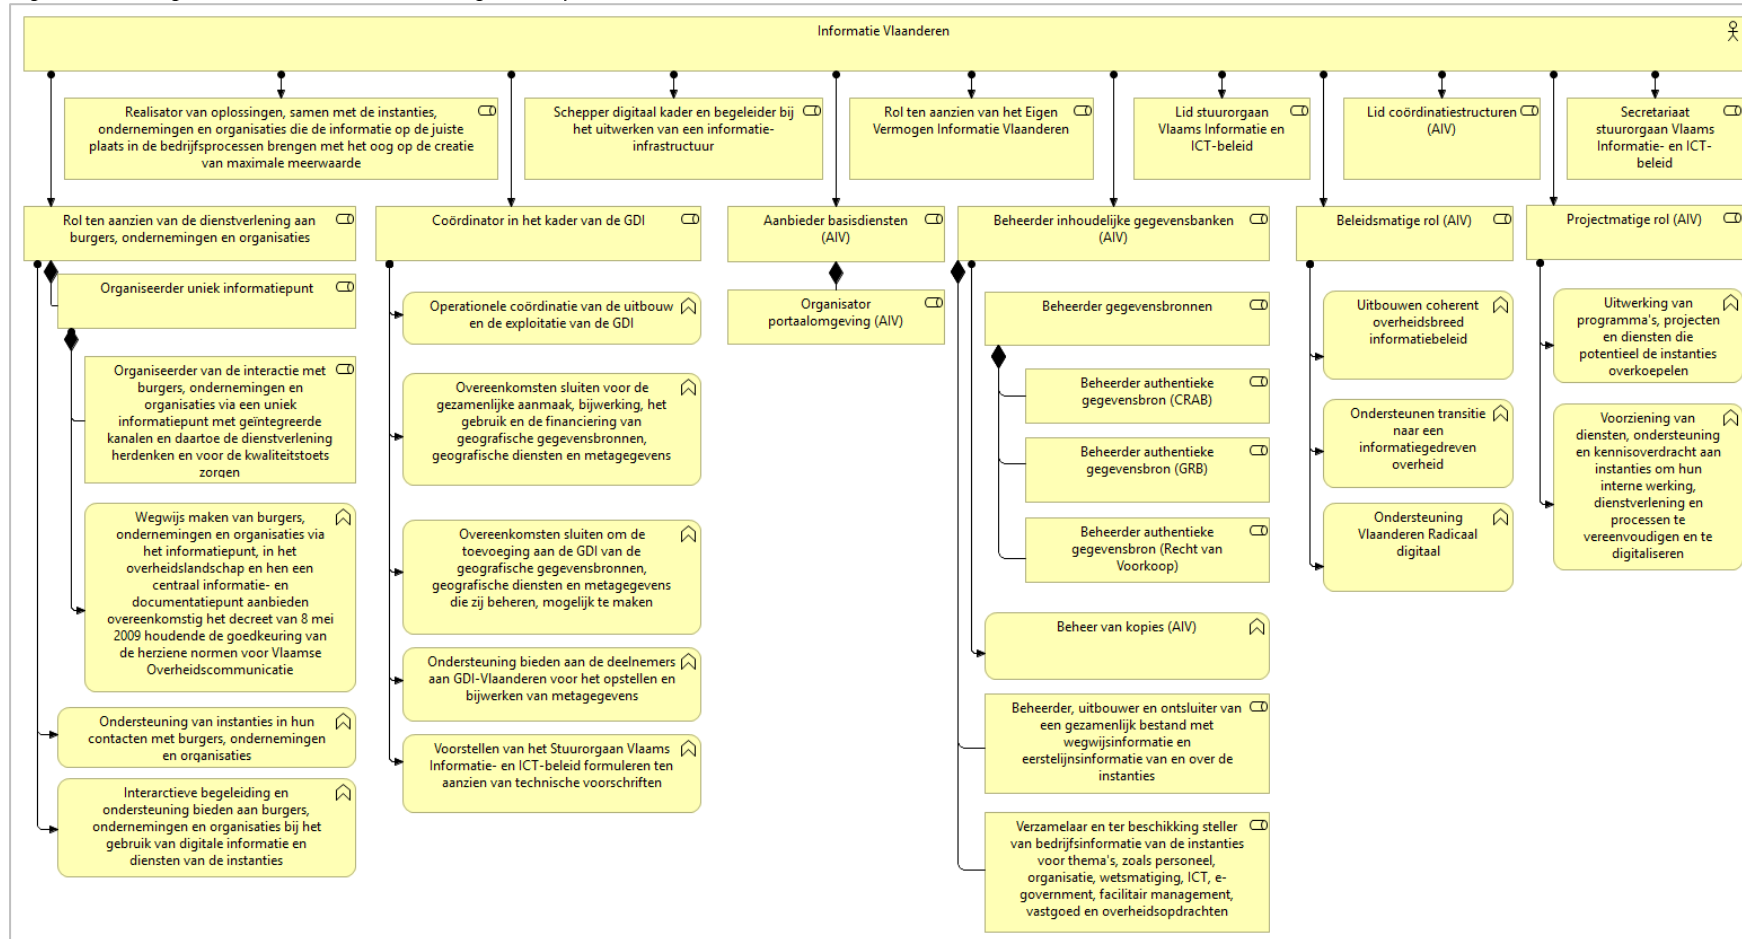 Informatie Vlaanderen
Realisator van oplossingen, samen met de instanties,
ondernemingen en organisaties die de informatie op de juiste
plaats in de bedrijfsprocessen brengen met het oog op de creatie
van maximale meerwaarde
Schepper digitaal kader en begeleider bij
het uitwerken van een informatie-
infrastructuur
Rol ten aanzien van het Eigen
Vermogen Informatie Vlaanderen
Lid stuurorgaan
Vlaams Informatie en
ICT-beleid
Lid coördinatiestructuren
(AIV)
Secretariaat
stuurorgaan Vlaams
Informatie- en ICT-
beleid
Rol ten aanzien van de dienstverlening aan
burgers, ondernemingen en organisaties
Organiseerder uniek informatiepunt
Organiseerder van de interactie met
burgers, ondernemingen en
organisaties via een uniek
informatiepunt met geïntegreerde
kanalen en daartoe de dienstverlening
herdenken en voor de kwaliteitstoets
zorgen
Wegwijs maken van burgers,
ondernemingen en organisaties via
het informatiepunt, in het
overheidslandschap en hen een
centraal informatie- en
documentatiepunt aanbieden
overeenkomstig het decreet van 8 mei
2009 houdende de goedkeuring van
de herziene normen voor Vlaamse
Overheidscommunicatie
Ondersteuning van instanties in hun
contacten met burgers, ondernemingen
en organisaties
Interarctieve begeleiding en
ondersteuning bieden aan burgers,
ondernemingen en organisaties bij het
gebruik van digitale informatie en
diensten van de instanties
Coördinator in het kader van de GDI
Operationele coördinatie van de uitbouw
en de exploitatie van de GDI
Overeenkomsten sluiten voor de
gezamenlijke aanmaak, bijwerking, het
gebruik en de financiering van
geografische gegevensbronnen,
geografische diensten en metagegevens
Overeenkomsten sluiten om de
toevoeging aan de GDI van de
geografische gegevensbronnen,
geografische diensten en metagegevens
die zij beheren, mogelijk te maken
Ondersteuning bieden aan de deelnemers
aan GDI-Vlaanderen voor het opstellen en
bijwerken van metagegevens
Voorstellen van het Stuurorgaan Vlaams
Informatie- en ICT-beleid formuleren ten
aanzien van technische voorschriften
Aanbieder basisdiensten
(AIV)
Organisator
portaalomgeving (AIV)
Beheerder inhoudelijke gegevensbanken
(AIV)
Beheerder gegevensbronnen
Beheerder authentieke
gegevensbron (CRAB)
Beheerder authentieke
gegevensbron (GRB)
Beheerder authentieke
gegevensbron (Recht van
Voorkoop)
Beheer van kopies (AIV)
Beheerder, uitbouwer en ontsluiter van
een gezamenlijk bestand met
wegwijsinformatie en
eerstelijnsinformatie van en over de
instanties
Verzamelaar en ter beschikking steller
van bedrijfsinformatie van de instanties
voor thema's, zoals personeel,
organisatie, wetsmatiging, ICT, e-
government, facilitair management,
vastgoed en overheidsopdrachten
Beleidsmatige rol (AIV)
Uitbouwen coherent
overheidsbreed
informatiebeleid
Ondersteunen transitie
naar een
informatiegedreven
overheid
Ondersteuning
Vlaanderen Radicaal
digitaal
Projectmatige rol (AIV)
Uitwerking van
programma's, projecten
en diensten die
potentieel de instanties
overkoepelen
Voorziening van
diensten, ondersteuning
en kennisoverdracht aan
instanties om hun
interne werking,
dienstverlening en
processen te
vereenvoudigen en te
digitaliseren